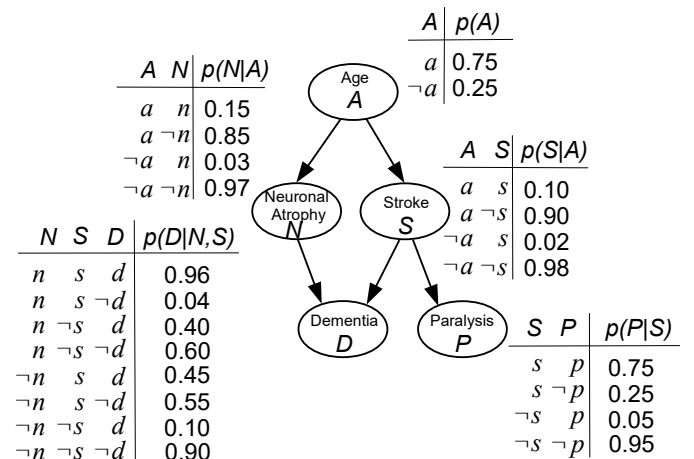 A p(A)
a 0.75
¬a 0.25
A N p(N|A)
a n 0.15
a ¬n 0.85
¬a n 0.03
¬a ¬n 0.97
Age
A
A S p(S|A)
a s 0.10
a ¬s 0.90
¬a s 0.02
¬a ¬s 0.98
Neuronal
Atrophy
N
Stroke
S
N S D p(D|N,S)
n s d 0.96
n s ¬d 0.04
n ¬s d 0.40
n ¬s ¬d 0.60
¬n s d 0.45
¬n s ¬d 0.55
¬n ¬s d 0.10
¬n ¬s ¬d 0.90
Dementia
D
Paralysis
P
S P p(P|S)
s p 0.75
s ¬p 0.25
¬s p 0.05
¬s ¬p 0.95